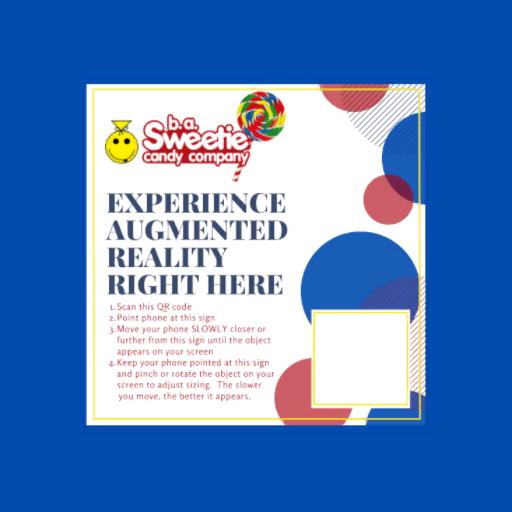 b.a.
Sweetie
candy company
EXPERIENCE
AUGMENTED
REALITY
RIGHT HERE
1. Scan this QR code
2. Point phone at this sign
3. Move your phone SLOWLY closer or
further from this sign until the object
appears on your screen
4. Keep your phone pointed at this sign
and pinch or rotate the object on your
screen to adjust sizing. The slower
you move, the better it appears.